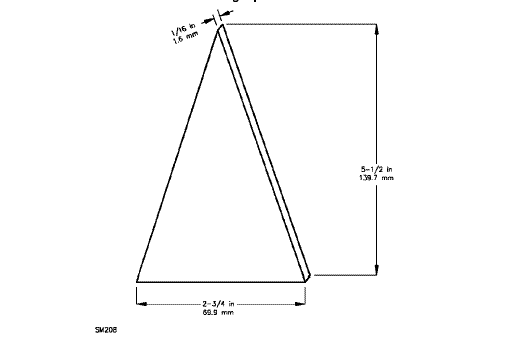 1/16 in
1.6 mm
5-1/2 in
139.7 mm
2-3/4 in
69.9 mm
SM208